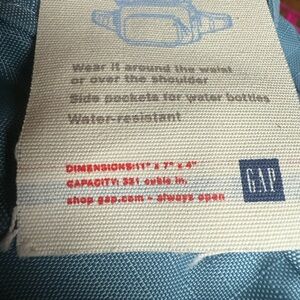 Wear it around the waist
or over the shoulder
Side pockets for water bottles
Water-resistant
DIMENSIONS:11" x 7" x 4"
CAPACITY: 331 cubic in.
shop gap.com - always open
GAP